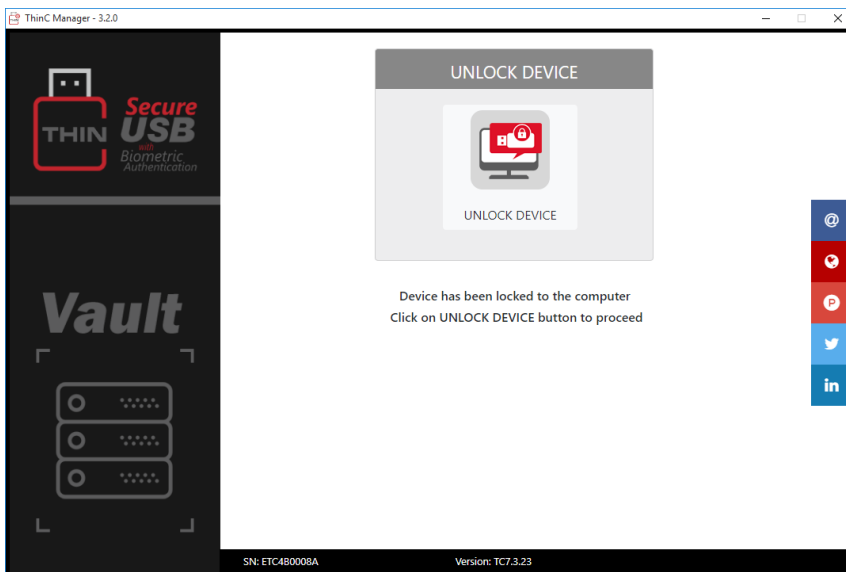 ThinC Manager - 3.2.0
THIN
Secure
USB
with
Biometric
Authentication
UNLOCK DEVICE
UNLOCK DEVICE
Device has been locked to the computer
Click on UNLOCK DEVICE button to proceed
Vault
@
P
in
SN: ETC4B0008A
Version: TC7.3.23